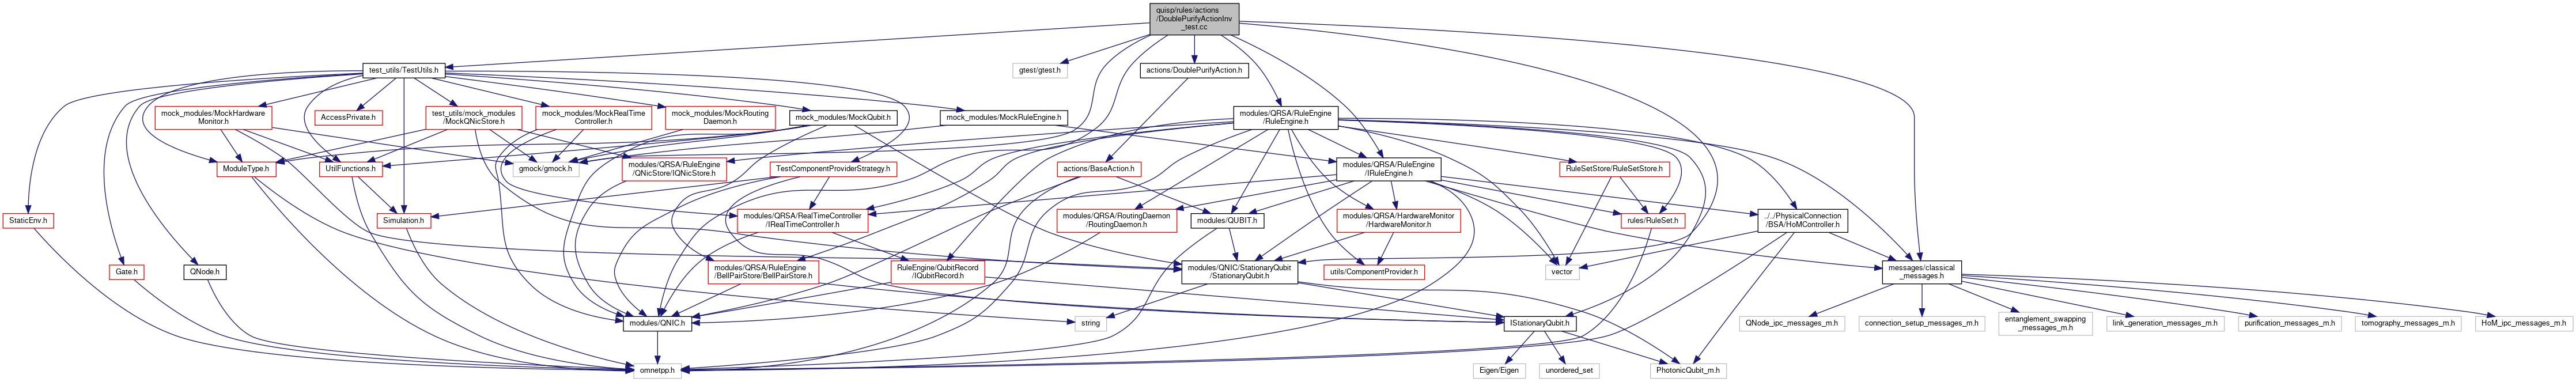 quisp/rules/actions
/DoublePurifyActionInv
_test.cc
test_utils/TestUtils.h
gtest/gtest.h
actions/DoublePurifyAction.h
mock_modules/MockHardware
Monitor.h
AccessPrivate.h
test_utils/mock_modules
/MockQNicStore.h
mock_modules/MockRealTime
Controller.h
mock_modules/MockRouting
Daemon.h
mock_modules/MockQubit.h
mock_modules/MockRuleEngine.h
modules/QRSA/RuleEngine
/RuleEngine.h
ModuleType.h
UtilFunctions.h
gmock/gmock.h
modules/QRSA/RuleEngine
/QNicStore/IQNicStore.h
TestComponentProviderStrategy.h
actions/BaseAction.h
modules/QRSA/RuleEngine
/IRuleEngine.h
RuleSetStore/RuleSetStore.h
StaticEnv.h
Simulation.h
modules/QRSA/RealTimeController
/IRealTimeController.h
modules/QRSA/RoutingDaemon
/RoutingDaemon.h
modules/QUBIT.h
modules/QRSA/HardwareMonitor
/HardwareMonitor.h
rules/RuleSet.h
../../PhysicalConnection
/BSA/HoMController.h
Gate.h
QNode.h
modules/QRSA/RuleEngine
/BellPairStore/BellPairStore.h
RuleEngine/QubitRecord
/IQubitRecord.h
modules/QNIC/StationaryQubit
/StationaryQubit.h
utils/ComponentProvider.h
vector
messages/classical
_messages.h
modules/QNIC.h
string
IStationaryQubit.h
QNode_ipc_messages_m.h
connection_setup_messages_m.h
entanglement_swapping
_messages_m.h
link_generation_messages_m.h
purification_messages_m.h
tomography_messages_m.h
HoM_ipc_messages_m.h
omnetpp.h
Eigen/Eigen
unordered_set
PhotonicQubit_m.h